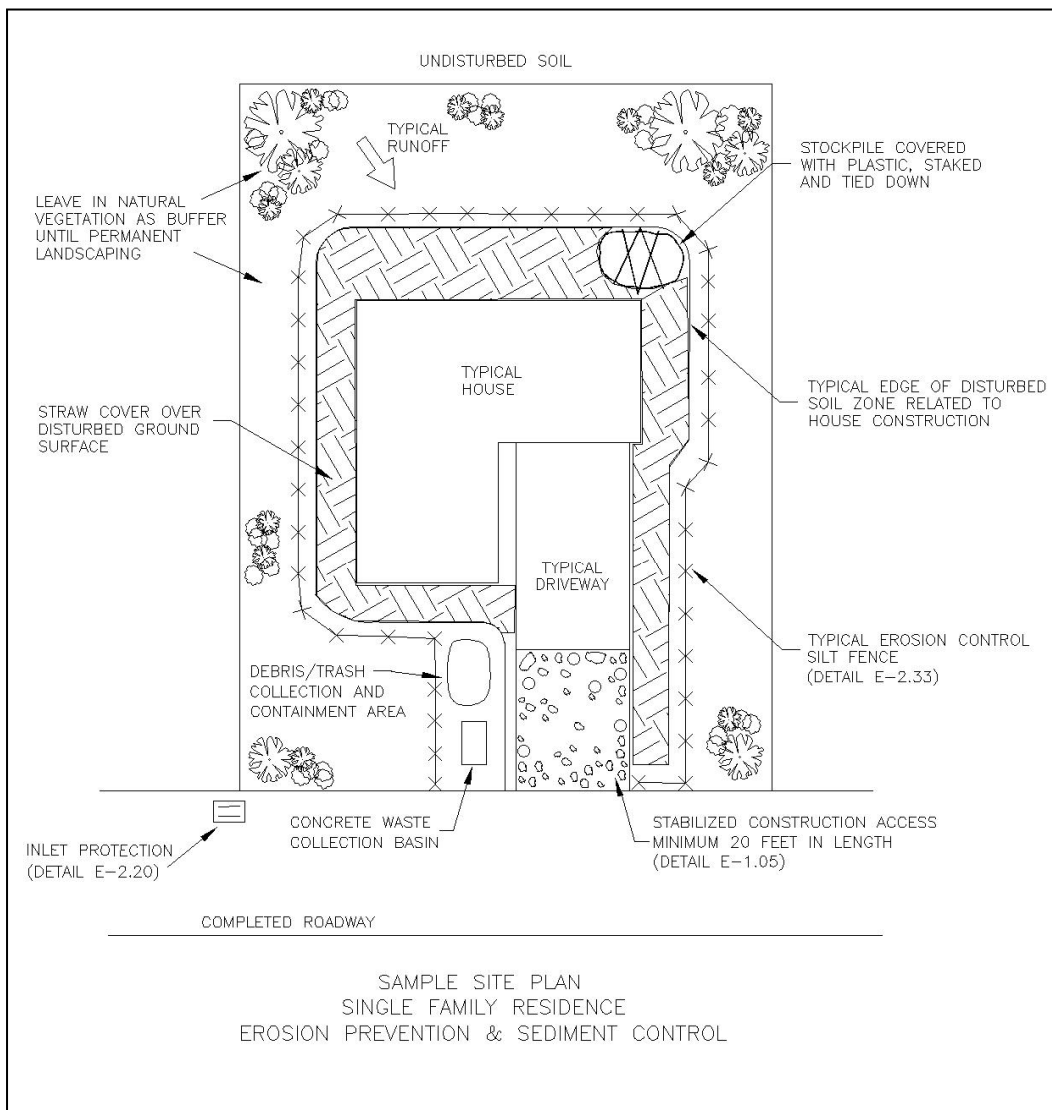 UNDISTURBED SOIL
TYPICAL
RUNOFF
STOCKPILE COVERED
WITH PLASTIC, STAKED
AND TIED DOWN
LEAVE IN NATURAL
VEGETATION AS BUFFER
UNTIL PERMANENT
LANDSCAPING
TYPICAL
HOUSE
TYPICAL EDGE OF DISTURBED
SOIL ZONE RELATED TO
HOUSE CONSTRUCTION
STRAW COVER OVER
DISTURBED GROUND
SURFACE
TYPICAL
DRIVEWAY
TYPICAL EROSION CONTROL
SILT FENCE
(DETAIL E-2.33)
DEBRIS/TRASH
COLLECTION AND
CONTAINMENT AREA
CONCRETE WASTE
COLLECTION BASIN
STABILIZED CONSTRUCTION ACCESS
MINIMUM 20 FEET IN LENGTH
(DETAIL E-1.05)
INLET PROTECTION
(DETAIL E-2.20)
COMPLETED ROADWAY
SAMPLE SITE PLAN
SINGLE FAMILY RESIDENCE
EROSION PREVENTION & SEDIMENT CONTROL